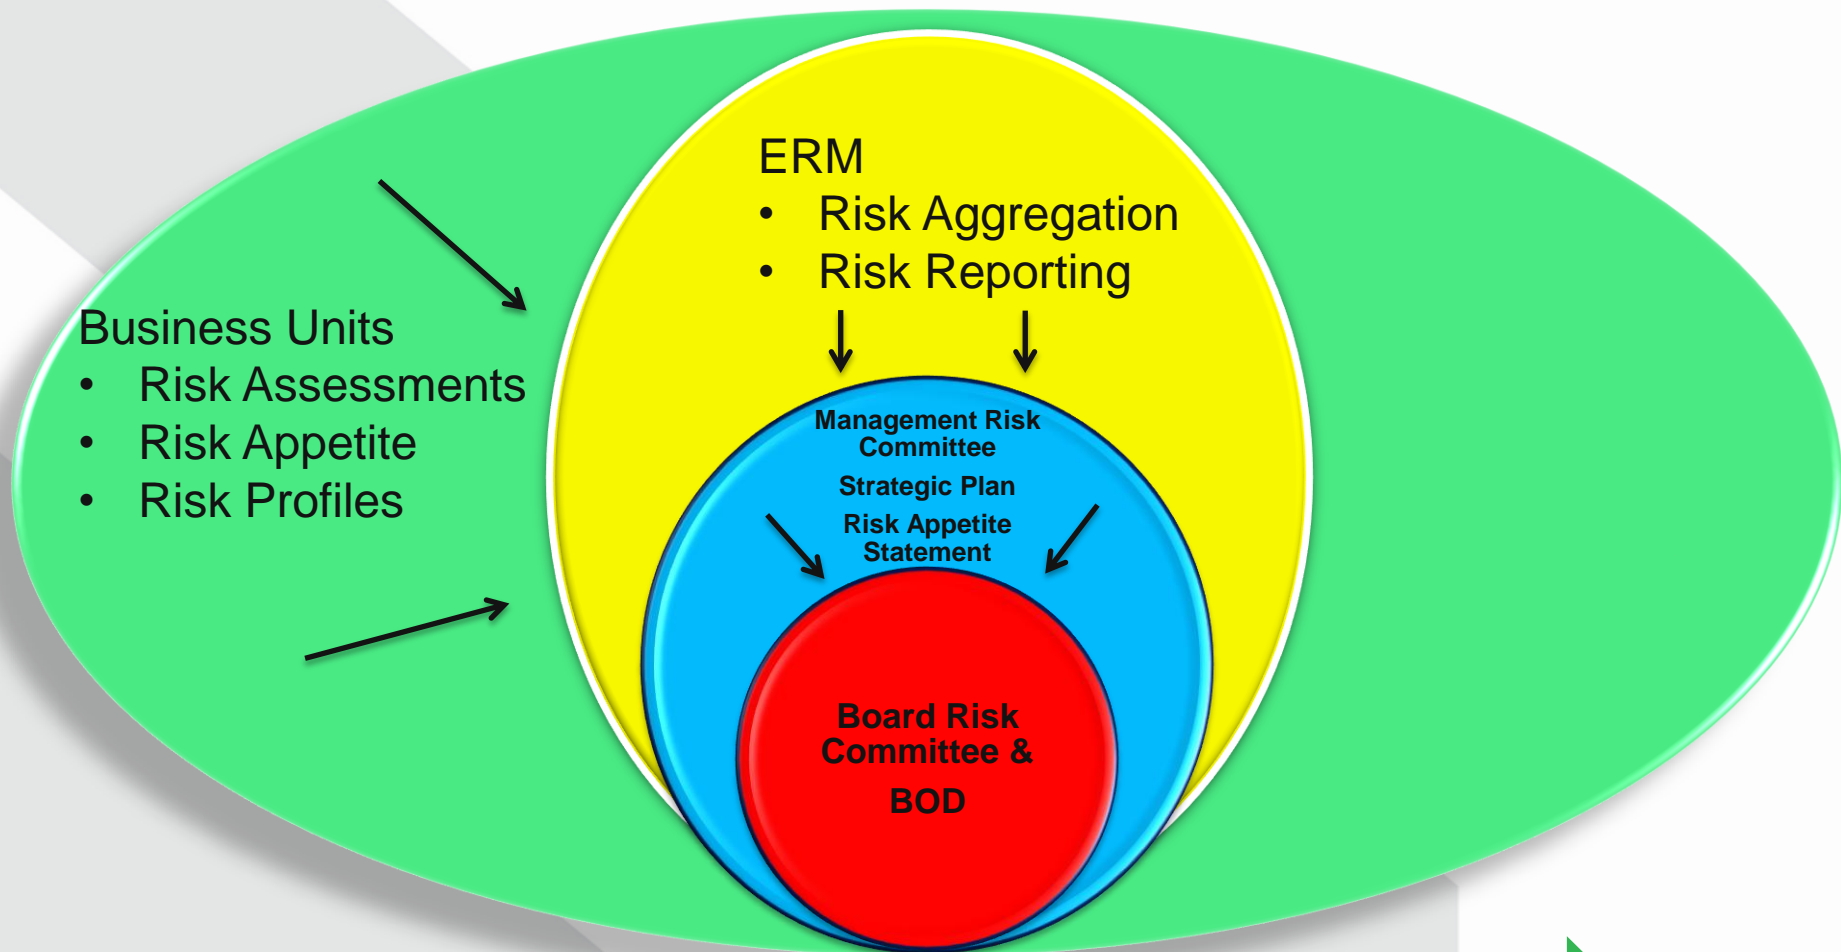 ERM
• Risk Aggregation
• Risk Reporting
Business Units
• Risk Assessments
• Risk Appetite
• Risk Profiles
Management Risk
Committee
Strategic Plan
Risk Appetite
Statement
Board Risk
Committee &
BOD